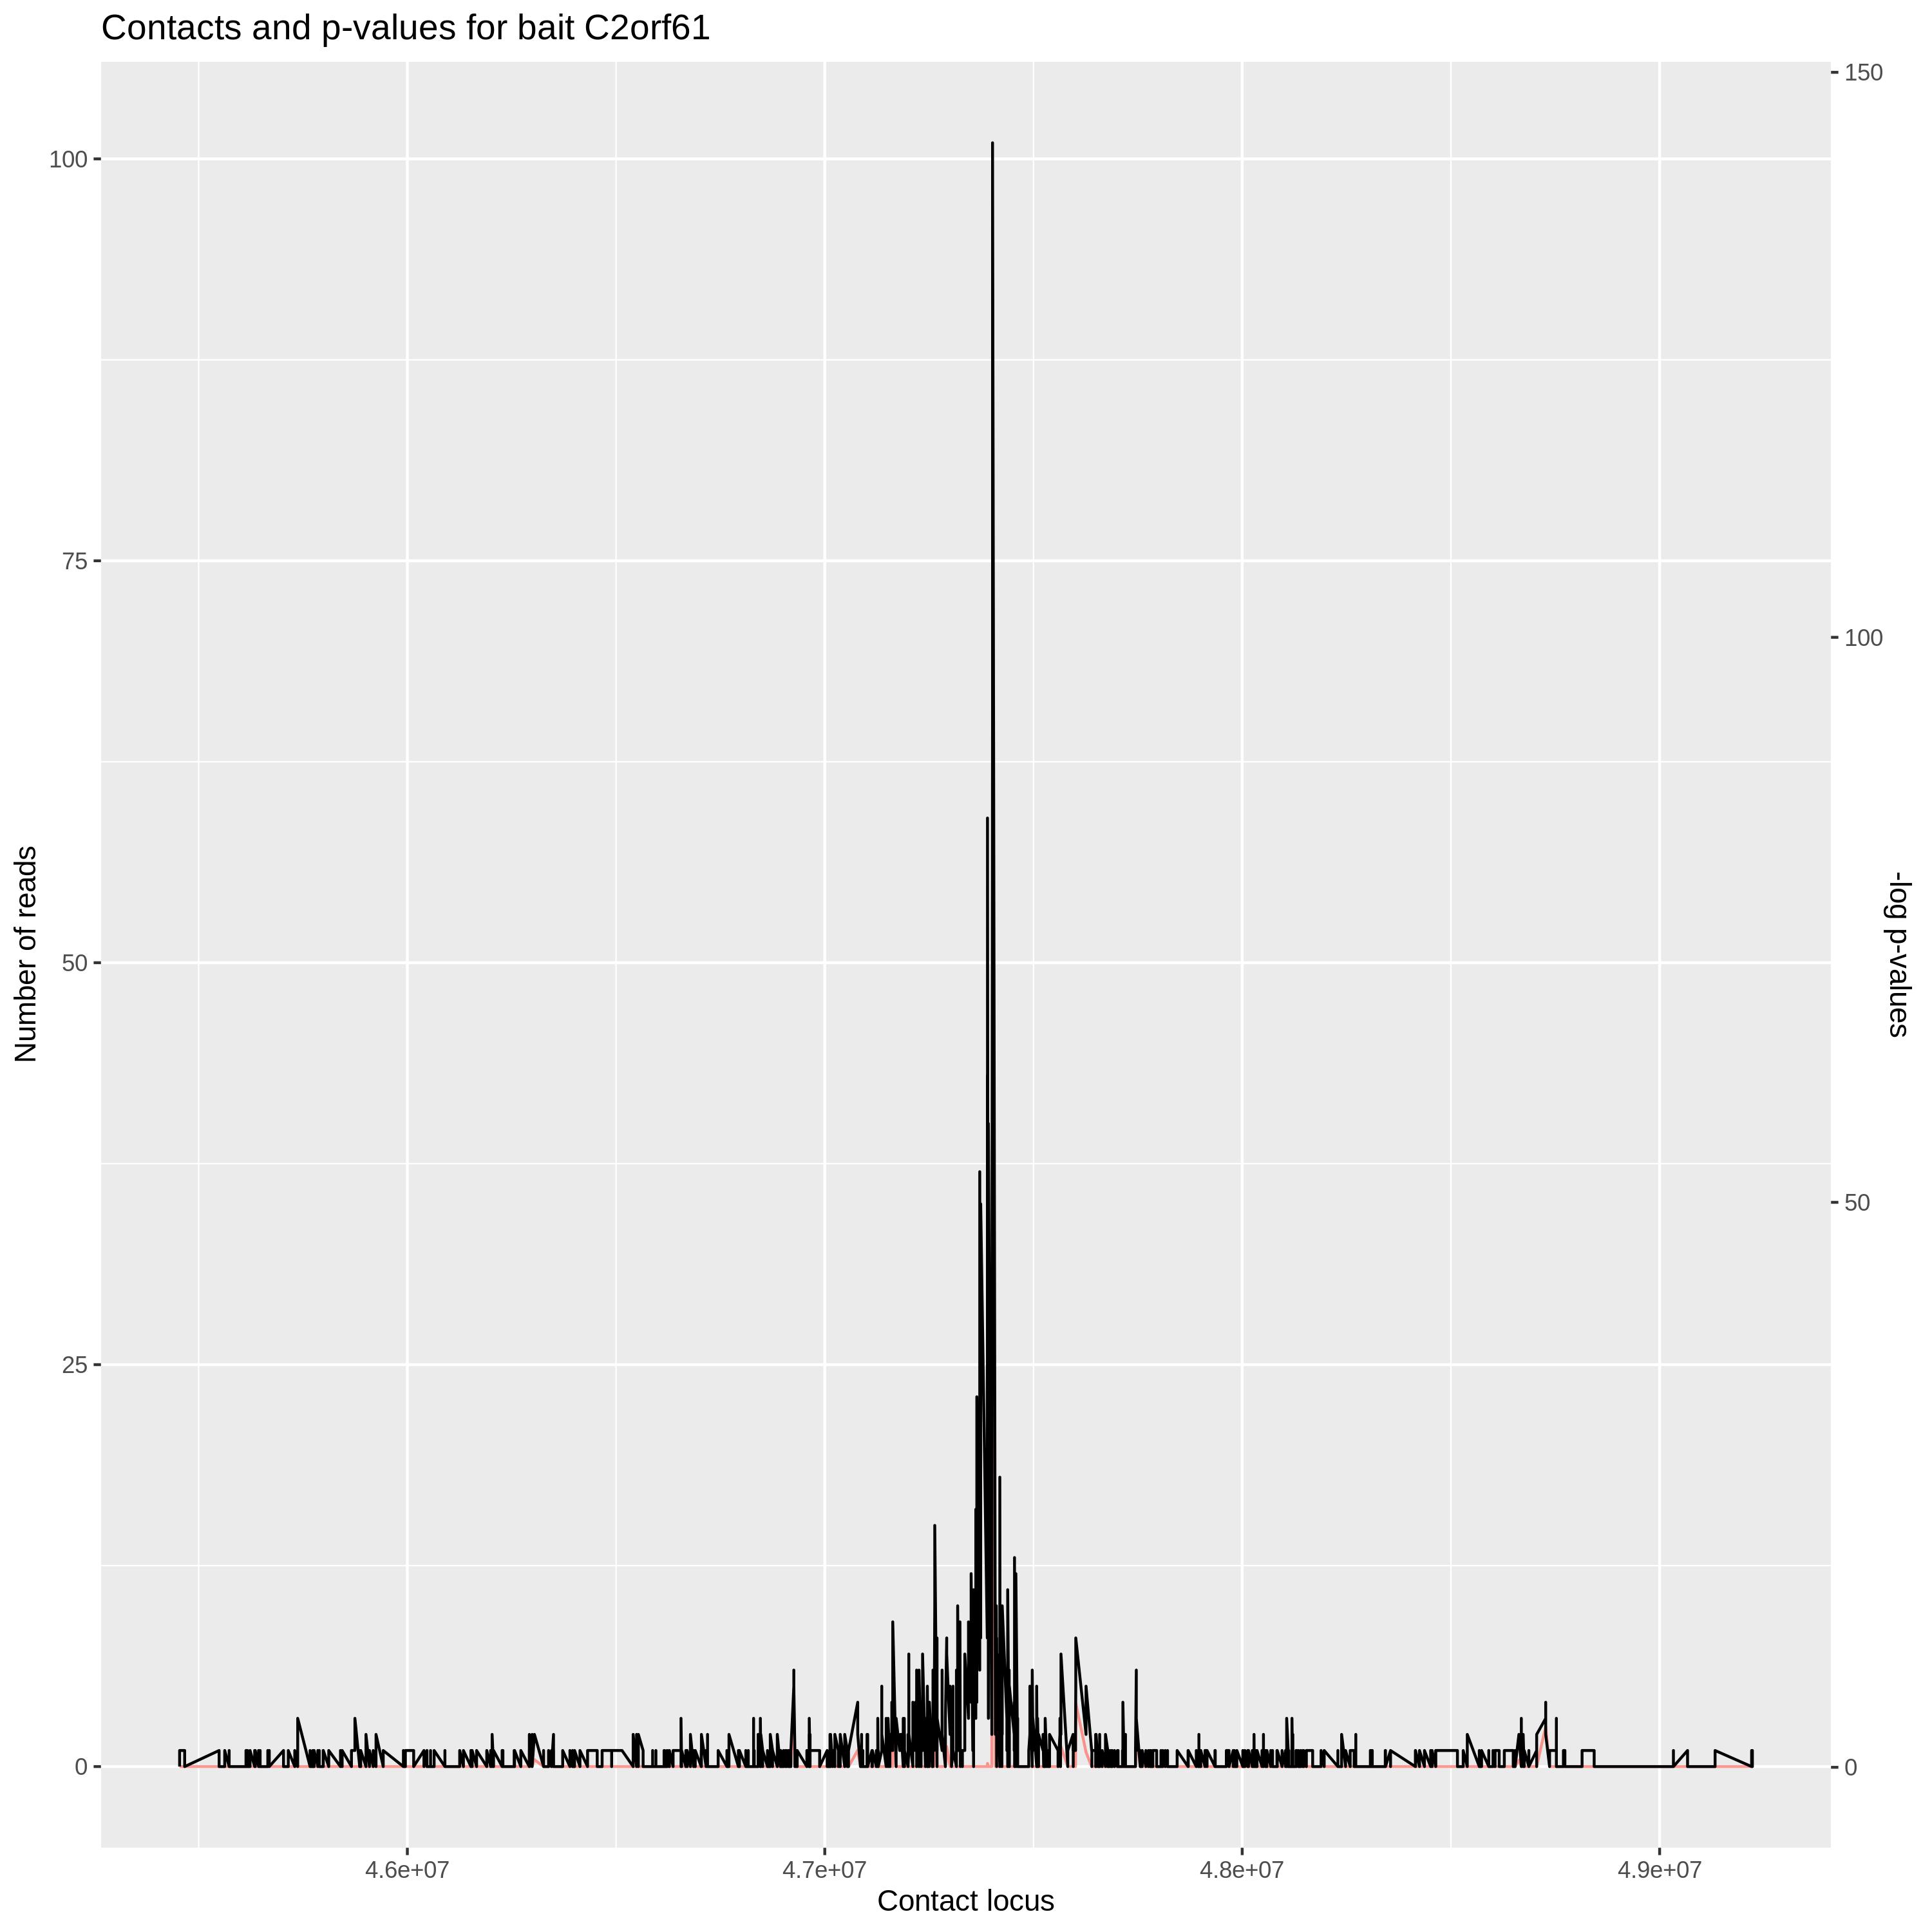 Contacts and p-values for bait C2orf61
150
100
100
75
50
50
25
0
0
Number of reads
-log p-values
4.6e+07
4.7e+07
4.8e+07
4.9e+07
Contact locus